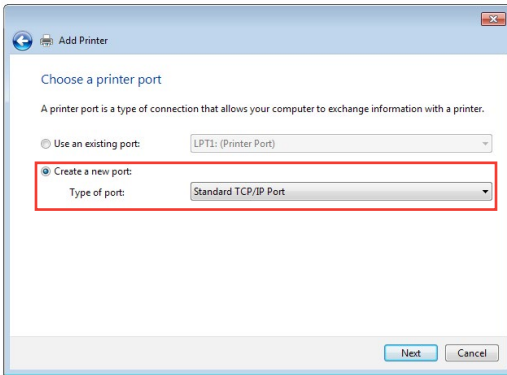 Add Printer
Choose a printer port
A printer port is a type of connection that allows your computer to exchange information with a printer.
Use an existing port: LPT1: (Printer Port)
Create a new port:
Type of port: Standard TCP/IP Port
Next Cancel